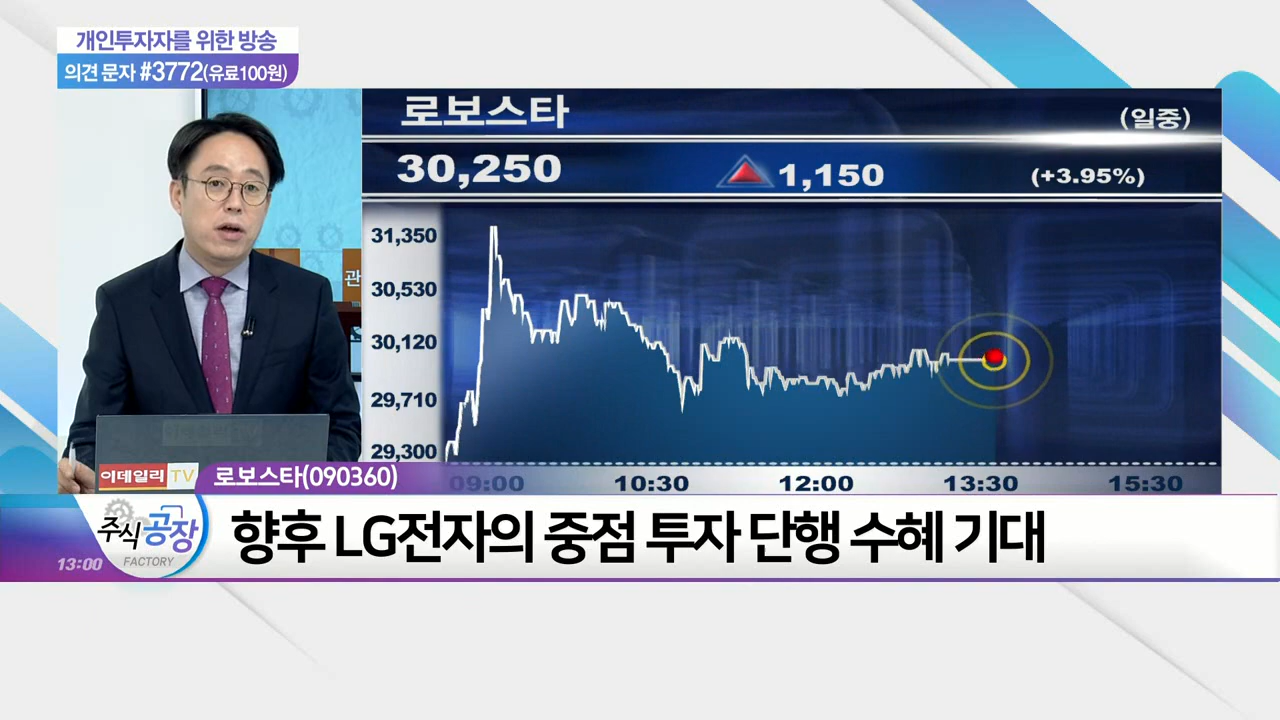 개인투자자를 위한 방송
의견 문자 #3772(유료100원)
로보스타
(일중)
30,250
1,150
(+3.95%)
31,350
30,530
30,120
29,710
29,300
09:00
10:30
12:00
13:30
15:30
관
이데일리 TV
로보스타(090360)
주식공장
FACTORY
13:00
향후 LG전자의 중점 투자 단행 수혜 기대